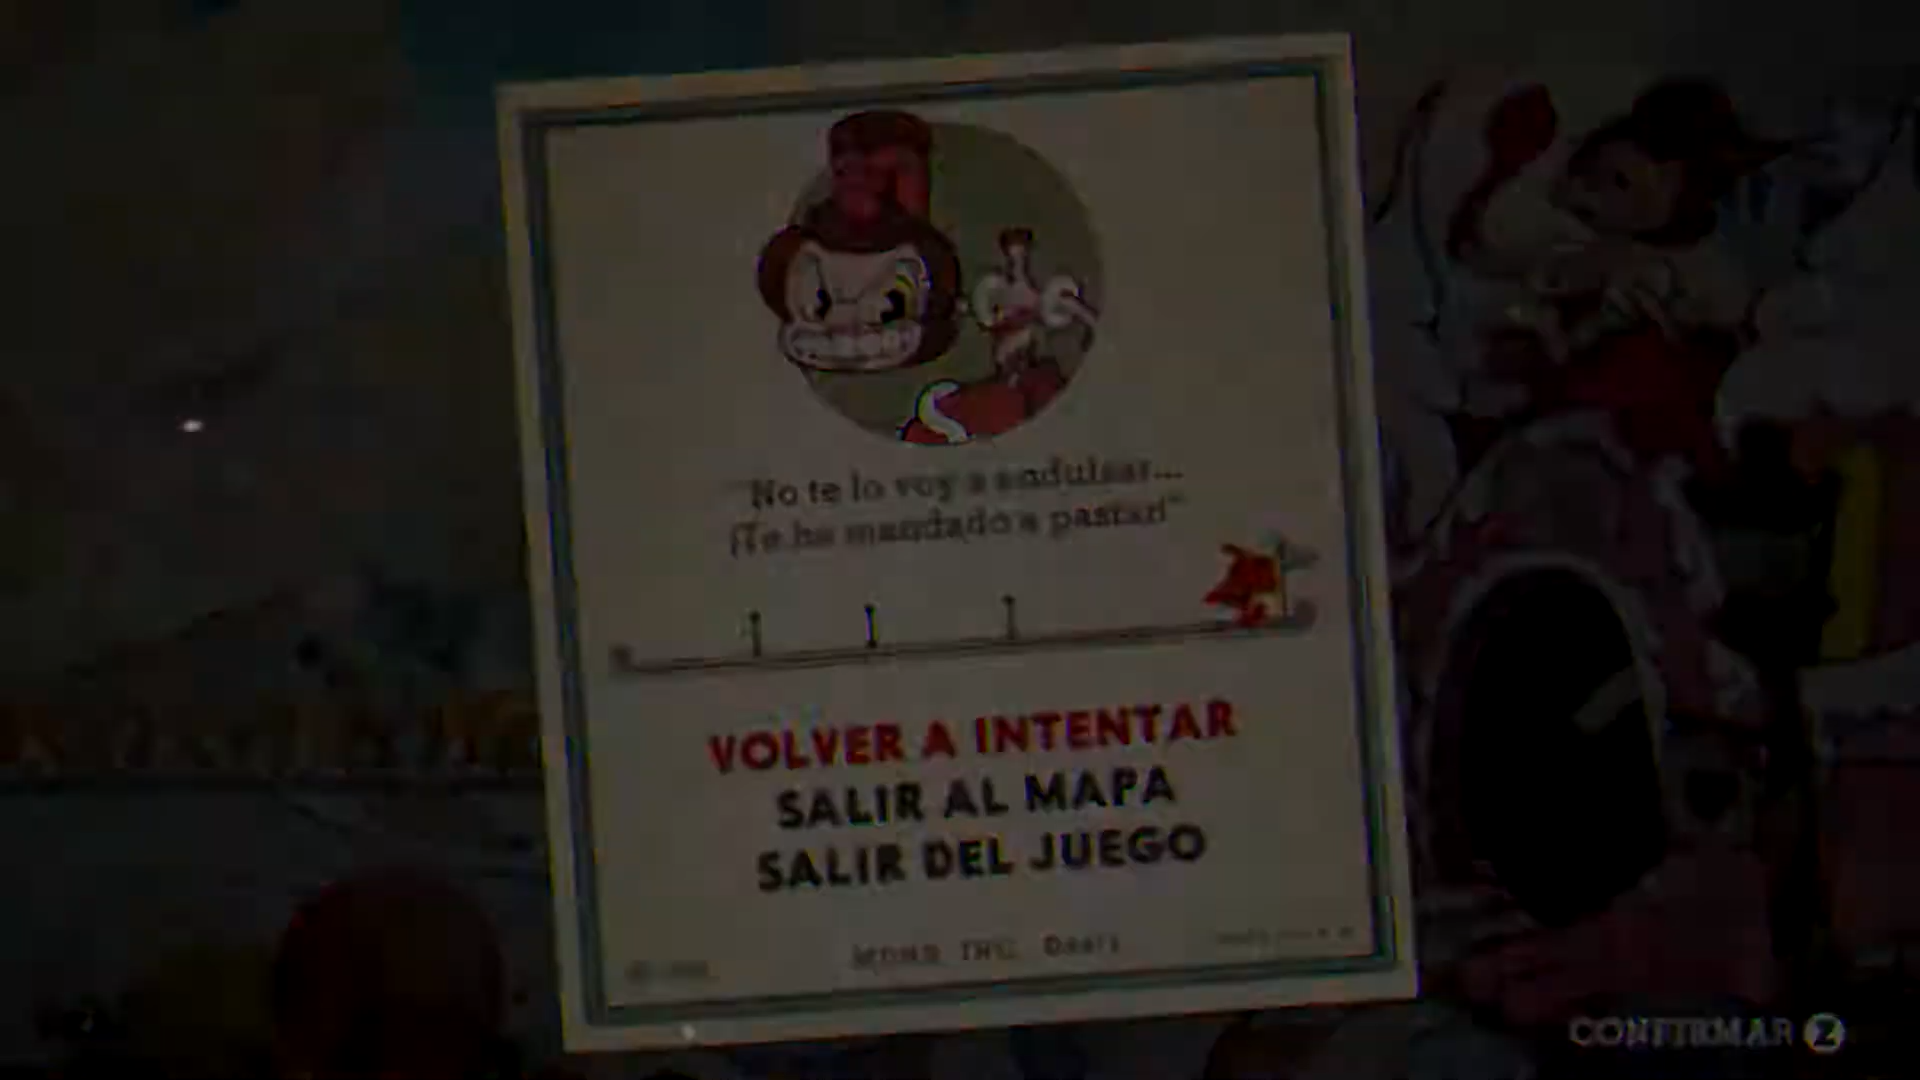 "No te lo voy a endulzar...
¡Te he mandado a pastar!"
VOLVER A INTENTAR
SALIR AL MAPA
SALIR DEL JUEGO
CONFIRMAR Z